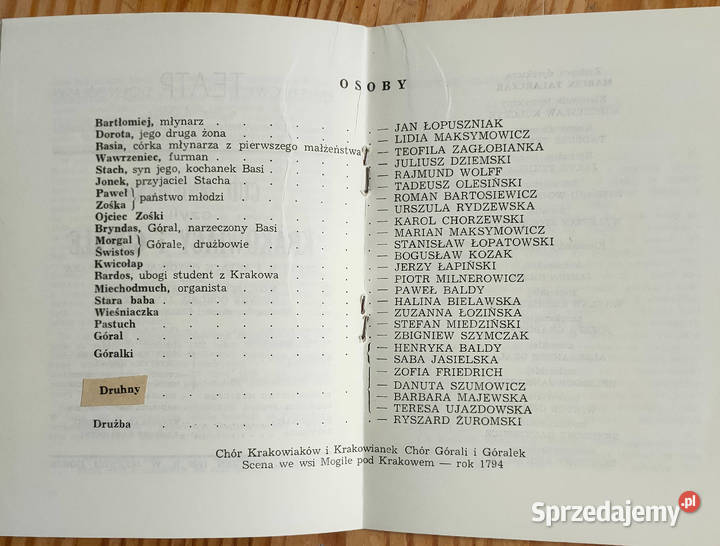 OSOBY
Bartłomiej, młynarz . . . . . . — JAN ŁOPUSZNIAK
Dorota, jego druga żona . . . . . — LIDIA MAKSYMOWICZ
Basia, córka młynarza z pierwszego małżeństwa — TEOFILA ZAGŁOBIANKA
Wawrzeniec, furman . . . . . . — JULIUSZ DZIEMSKI
Stach, syn jego, kochanek Basi . . . . — RAJMUND WOLFF
Jonek, przyjaciel Stacha . . . . . — TADEUSZ OLESIŃSKI
Paweł } państwo młodzi . . . . . — ROMAN BARTOSIEWICZ
Zośka } . . . . . — URSZULA RYDZEWSKA
Ojciec Zośki . . . . . . — KAROL CHORZEWSKI
Bryndas, Góral, narzeczony Basi . . . . — MARIAN MAKSYMOWICZ
Morgal } Górale, drużbowie . . . . — STANISŁAW ŁOPATOWSKI
Świstos } . . . . — BOGUSŁAW KOZAK
Kwicołap . . . . . . — JERZY ŁAPIŃSKI
Bardos, ubogi student z Krakowa . . . . — PIOTR MILNEROWICZ
Miechodmuch, organista . . . . . — PAWEŁ BALDY
Stara baba . . . . . . — HALINA BIELAWSKA
Wieśniaczka . . . . . . — ZUZANNA ŁOZIŃSKA
Pastuch . . . . . . — STEFAN MIEDZIŃSKI
Góral . . . . . . — ZBIGNIEW SZYMCZAK
Góralki . . . . . . { — HENRYKA BALDY
— SABA JASIELSKA
— ZOFIA FRIEDRICH
Druhny . . . . . . { — DANUTA SZUMOWICZ
— BARBARA MAJEWSKA
— TERESA UJAZDOWSKA
Drużba . . . . . . — RYSZARD ŻUROMSKI
Chór Krakowiaków i Krakowianek Chór Górali i Góralek
Scena we wsi Mogile pod Krakowem — rok 1794
Sprzedajemy.pl